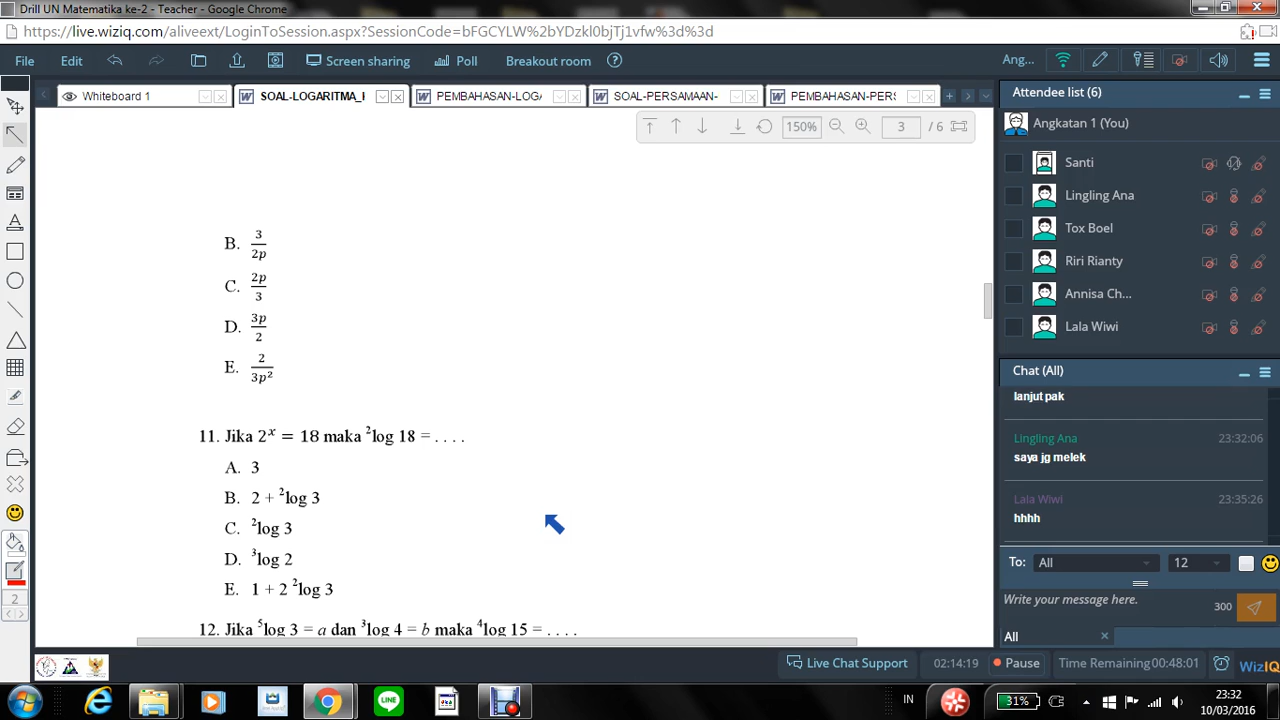 Drill UN Matematika ke-2 - Teacher - Google Chrome
https://live.wiziq.com/aliveext/LoginToSession.aspx?SessionCode=bFGCYLW%2bYDzkl0bjTj1vfw%3d%3d
File Edit Screen sharing Poll Breakout room ? Ang...
Whiteboard 1 SOAL-LOGARITMA_ PEMBAHASAN-LOG SOAL-PERSAMAAN- PEMBAHASAN-PER
150% 3 / 6
B. 3/2p
C. 2p/3
D. 3p/2
E. 2/3p²
11. Jika 2ˣ = 18 maka ²log 18 = . . . .
A. 3
B. 2 + ²log 3
C. ²log 3
D. ³log 2
E. 1 + 2 ²log 3
12. Jika ⁵log 3 = a dan ³log 4 = b maka ⁴log 15 = . . . .
2
Attendee list (6)
Angkatan 1 (You)
Santi
Lingling Ana
Tox Boel
Riri Rianty
Annisa Ch...
Lala Wiwi
Chat (All)
lanjut pak
Lingling Ana 23:32:06
saya jg melek
Lala Wiwi 23:35:26
hhhh
To: All 12
Write your message here. 300
All
Live Chat Support 02:14:19 Pause Time Remaining 00:48:01 WizIQ
IN 31% 23:32
10/03/2016